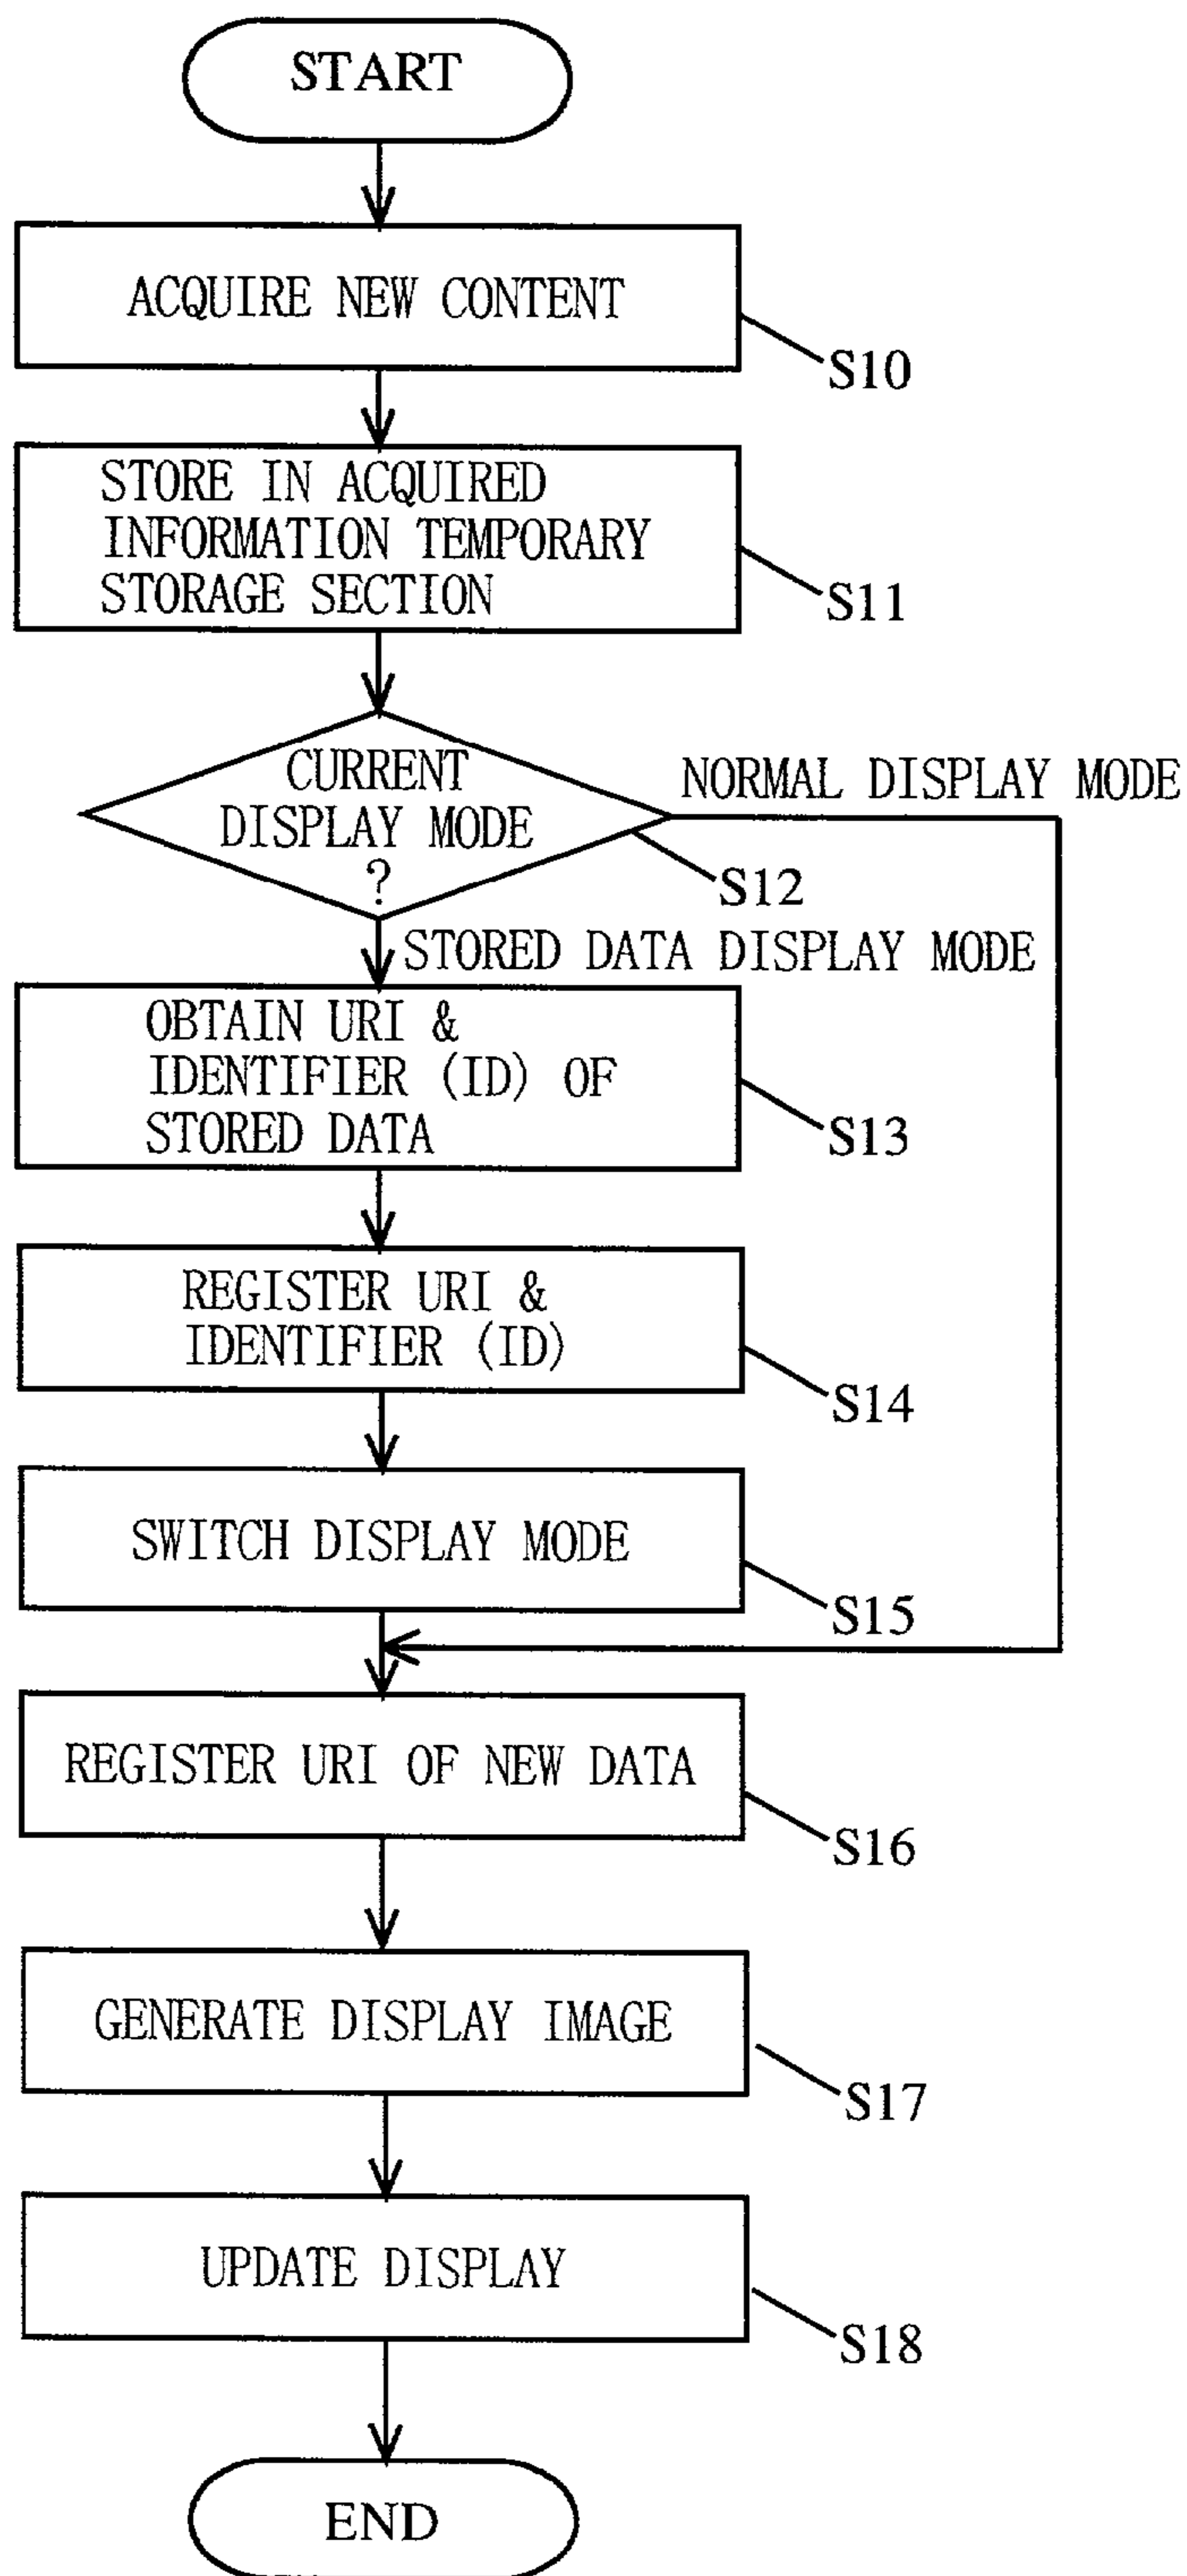 START
ACQUIRE NEW CONTENT
S10
STORE IN ACQUIRED
INFORMATION TEMPORARY
STORAGE SECTION
S11
CURRENT
DISPLAY MODE
?
NORMAL DISPLAY MODE
S12
STORED DATA DISPLAY MODE
OBTAIN URI &
IDENTIFIER (ID) OF
STORED DATA
S13
REGISTER URI &
IDENTIFIER (ID)
S14
SWITCH DISPLAY MODE
S15
REGISTER URI OF NEW DATA
S16
GENERATE DISPLAY IMAGE
S17
UPDATE DISPLAY
S18
END